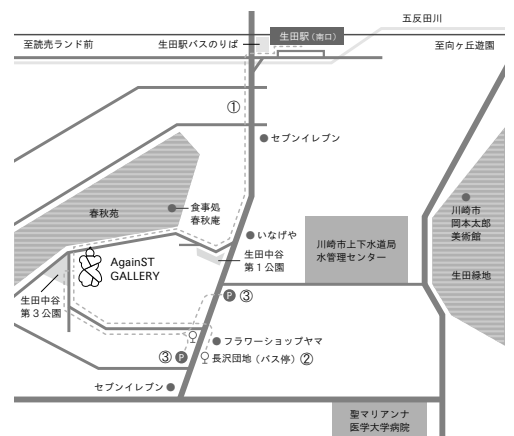 五反田川
至読売ランド前
生田駅バスのりば
生田駅(南口)
至向ヶ丘遊園
①
セブンイレブン
食事処
春秋庵
春秋苑
川崎市
岡本太郎
美術館
いなげや
川崎市上下水道局
水管理センター
生田中谷
第1公園
AgainST
GALLERY
生田緑地
生田中谷
第3公園
P ③
フラワーショップヤマ
③ P
長沢団地(バス停)②
セブンイレブン
聖マリアンナ
医学大学病院